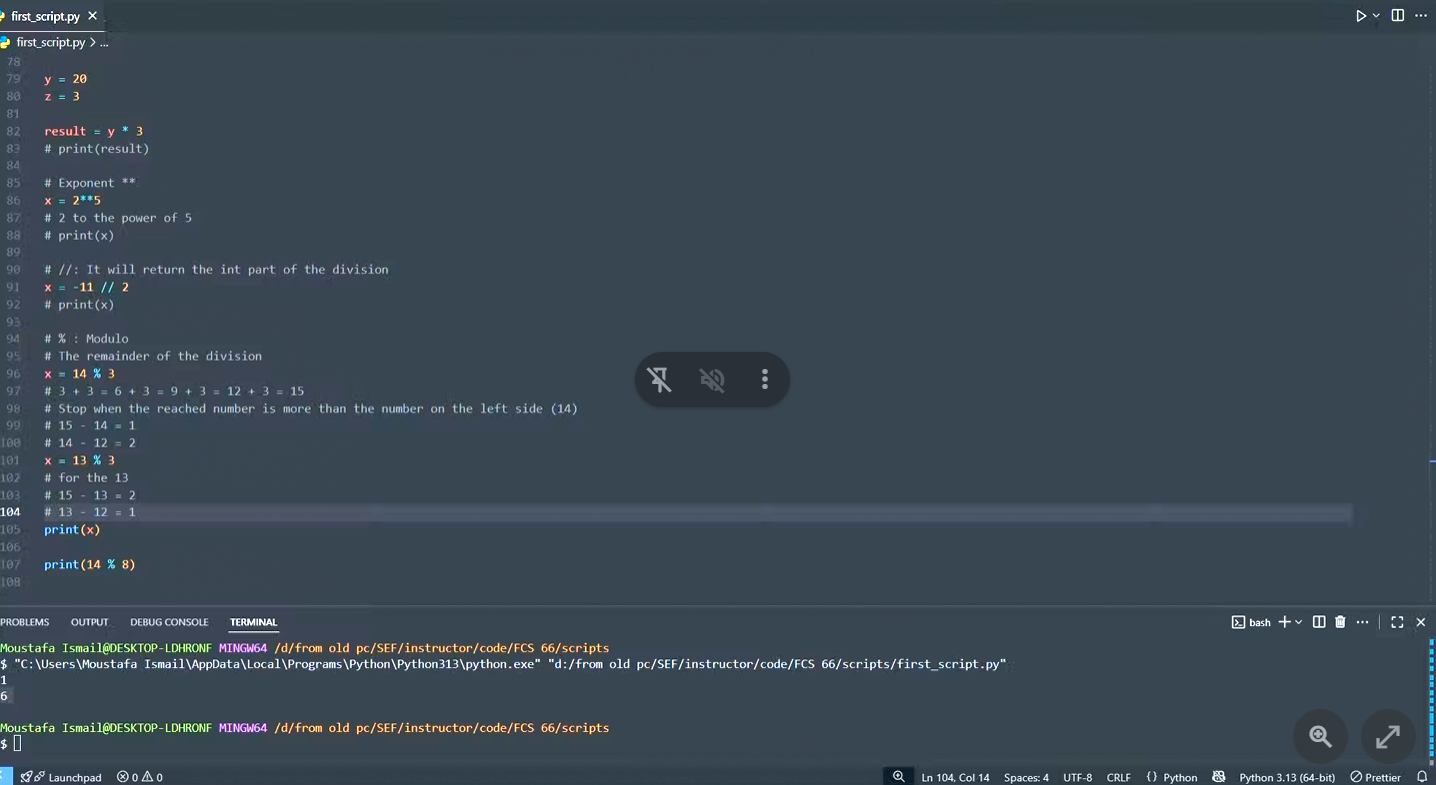 first_script.py
first_script.py > ...
78
79 y = 20
80 z = 3
81
82 result = y * 3
83 # print(result)
84
85 # Exponent **
86 x = 2**5
87 # 2 to the power of 5
88 # print(x)
89
90 # //: It will return the int part of the division
91 x = -11 // 2
92 # print(x)
93
94 # % : Modulo
95 # The remainder of the division
96 x = 14 % 3
97 # 3 + 3 = 6 + 3 = 9 + 3 = 12 + 3 = 15
98 # Stop when the reached number is more than the number on the left side (14)
99 # 15 - 14 = 1
100 # 14 - 12 = 2
101 x = 13 % 3
102 # for the 13
103 # 15 - 13 = 2
104 # 13 - 12 = 1
105 print(x)
106
107 print(14 % 8)
108
PROBLEMS OUTPUT DEBUG CONSOLE TERMINAL bash
Moustafa Ismail@DESKTOP-LDHRONF MINGW64 /d/from old pc/SEF/instructor/code/FCS 66/scripts
$ "C:\Users\Moustafa Ismail\AppData\Local\Programs\Python\Python313\python.exe" "d:/from old pc/SEF/instructor/code/FCS 66/scripts/first_script.py"
1
6
Moustafa Ismail@DESKTOP-LDHRONF MINGW64 /d/from old pc/SEF/instructor/code/FCS 66/scripts
$
Launchpad 0 0 Ln 104, Col 14 Spaces: 4 UTF-8 CRLF {} Python Python 3.13 (64-bit) Prettier